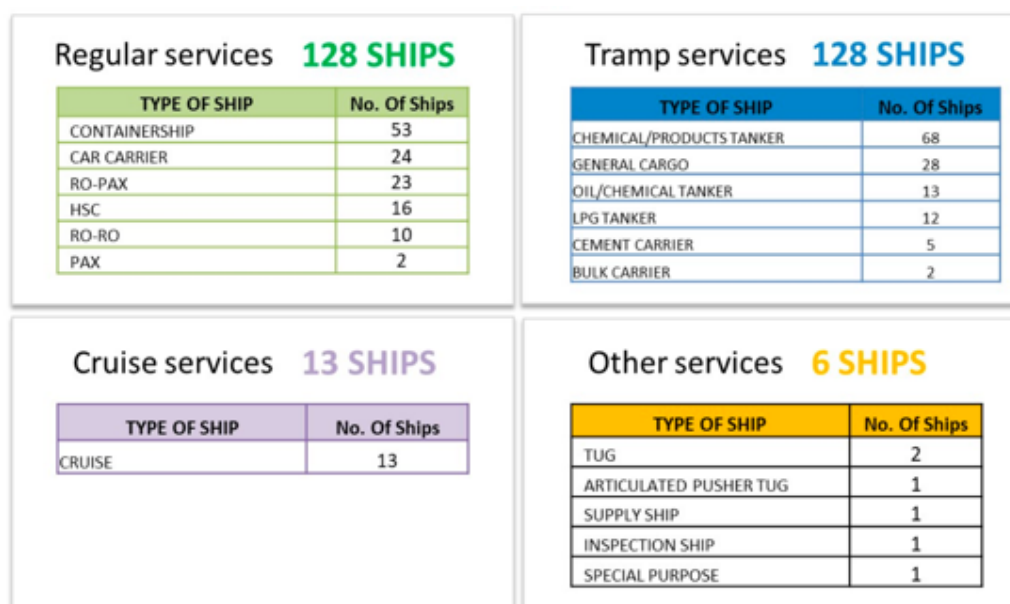 Regular services 128 SHIPS
TYPE OF SHIP No. Of Ships
CONTAINERSHIP 53
CAR CARRIER 24
RO-PAX 23
HSC 16
RO-RO 10
PAX 2
Tramp services 128 SHIPS
TYPE OF SHIP No. Of Ships
CHEMICAL/PRODUCTS TANKER 68
GENERAL CARGO 28
OIL/CHEMICAL TANKER 13
LPG TANKER 12
CEMENT CARRIER 5
BULK CARRIER 2
Cruise services 13 SHIPS
TYPE OF SHIP No. Of Ships
CRUISE 13
Other services 6 SHIPS
TYPE OF SHIP No. Of Ships
TUG 2
ARTICULATED PUSHER TUG 1
SUPPLY SHIP 1
INSPECTION SHIP 1
SPECIAL PURPOSE 1